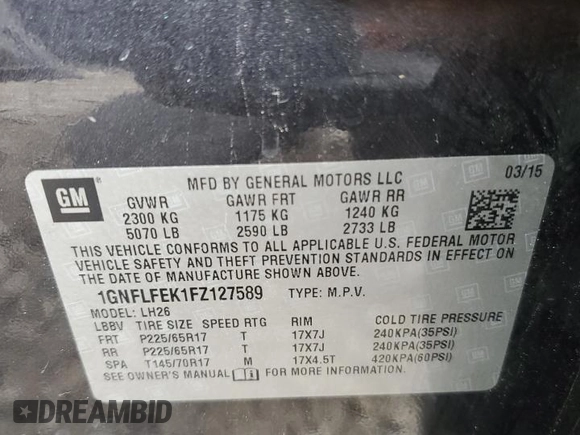 MFD BY GENERAL MOTORS LLC 03/15
GM
GVWR GAWR FRT GAWR RR
2300 KG 1175 KG 1240 KG
5070 LB 2590 LB 2733 LB
THIS VEHICLE CONFORMS TO ALL APPLICABLE U.S. FEDERAL MOTOR
VEHICLE SAFETY AND THEFT PREVENTION STANDARDS IN EFFECT ON
THE DATE OF MANUFACTURE SHOWN ABOVE.
1GNFLFEK1FZ127589 TYPE: M.P.V.
MODEL: LH26
LBBV TIRE SIZE SPEED RTG RIM COLD TIRE PRESSURE
FRT P225/65R17 T 17X7J 240KPA(35PSI)
RR P225/65R17 T 17X7J 240KPA(35PSI)
SPA T145/70R17 M 17X4.5T 420KPA(60PSI)
SEE OWNER'S MANUAL FOR MORE INFORMATION.
DREAMBID